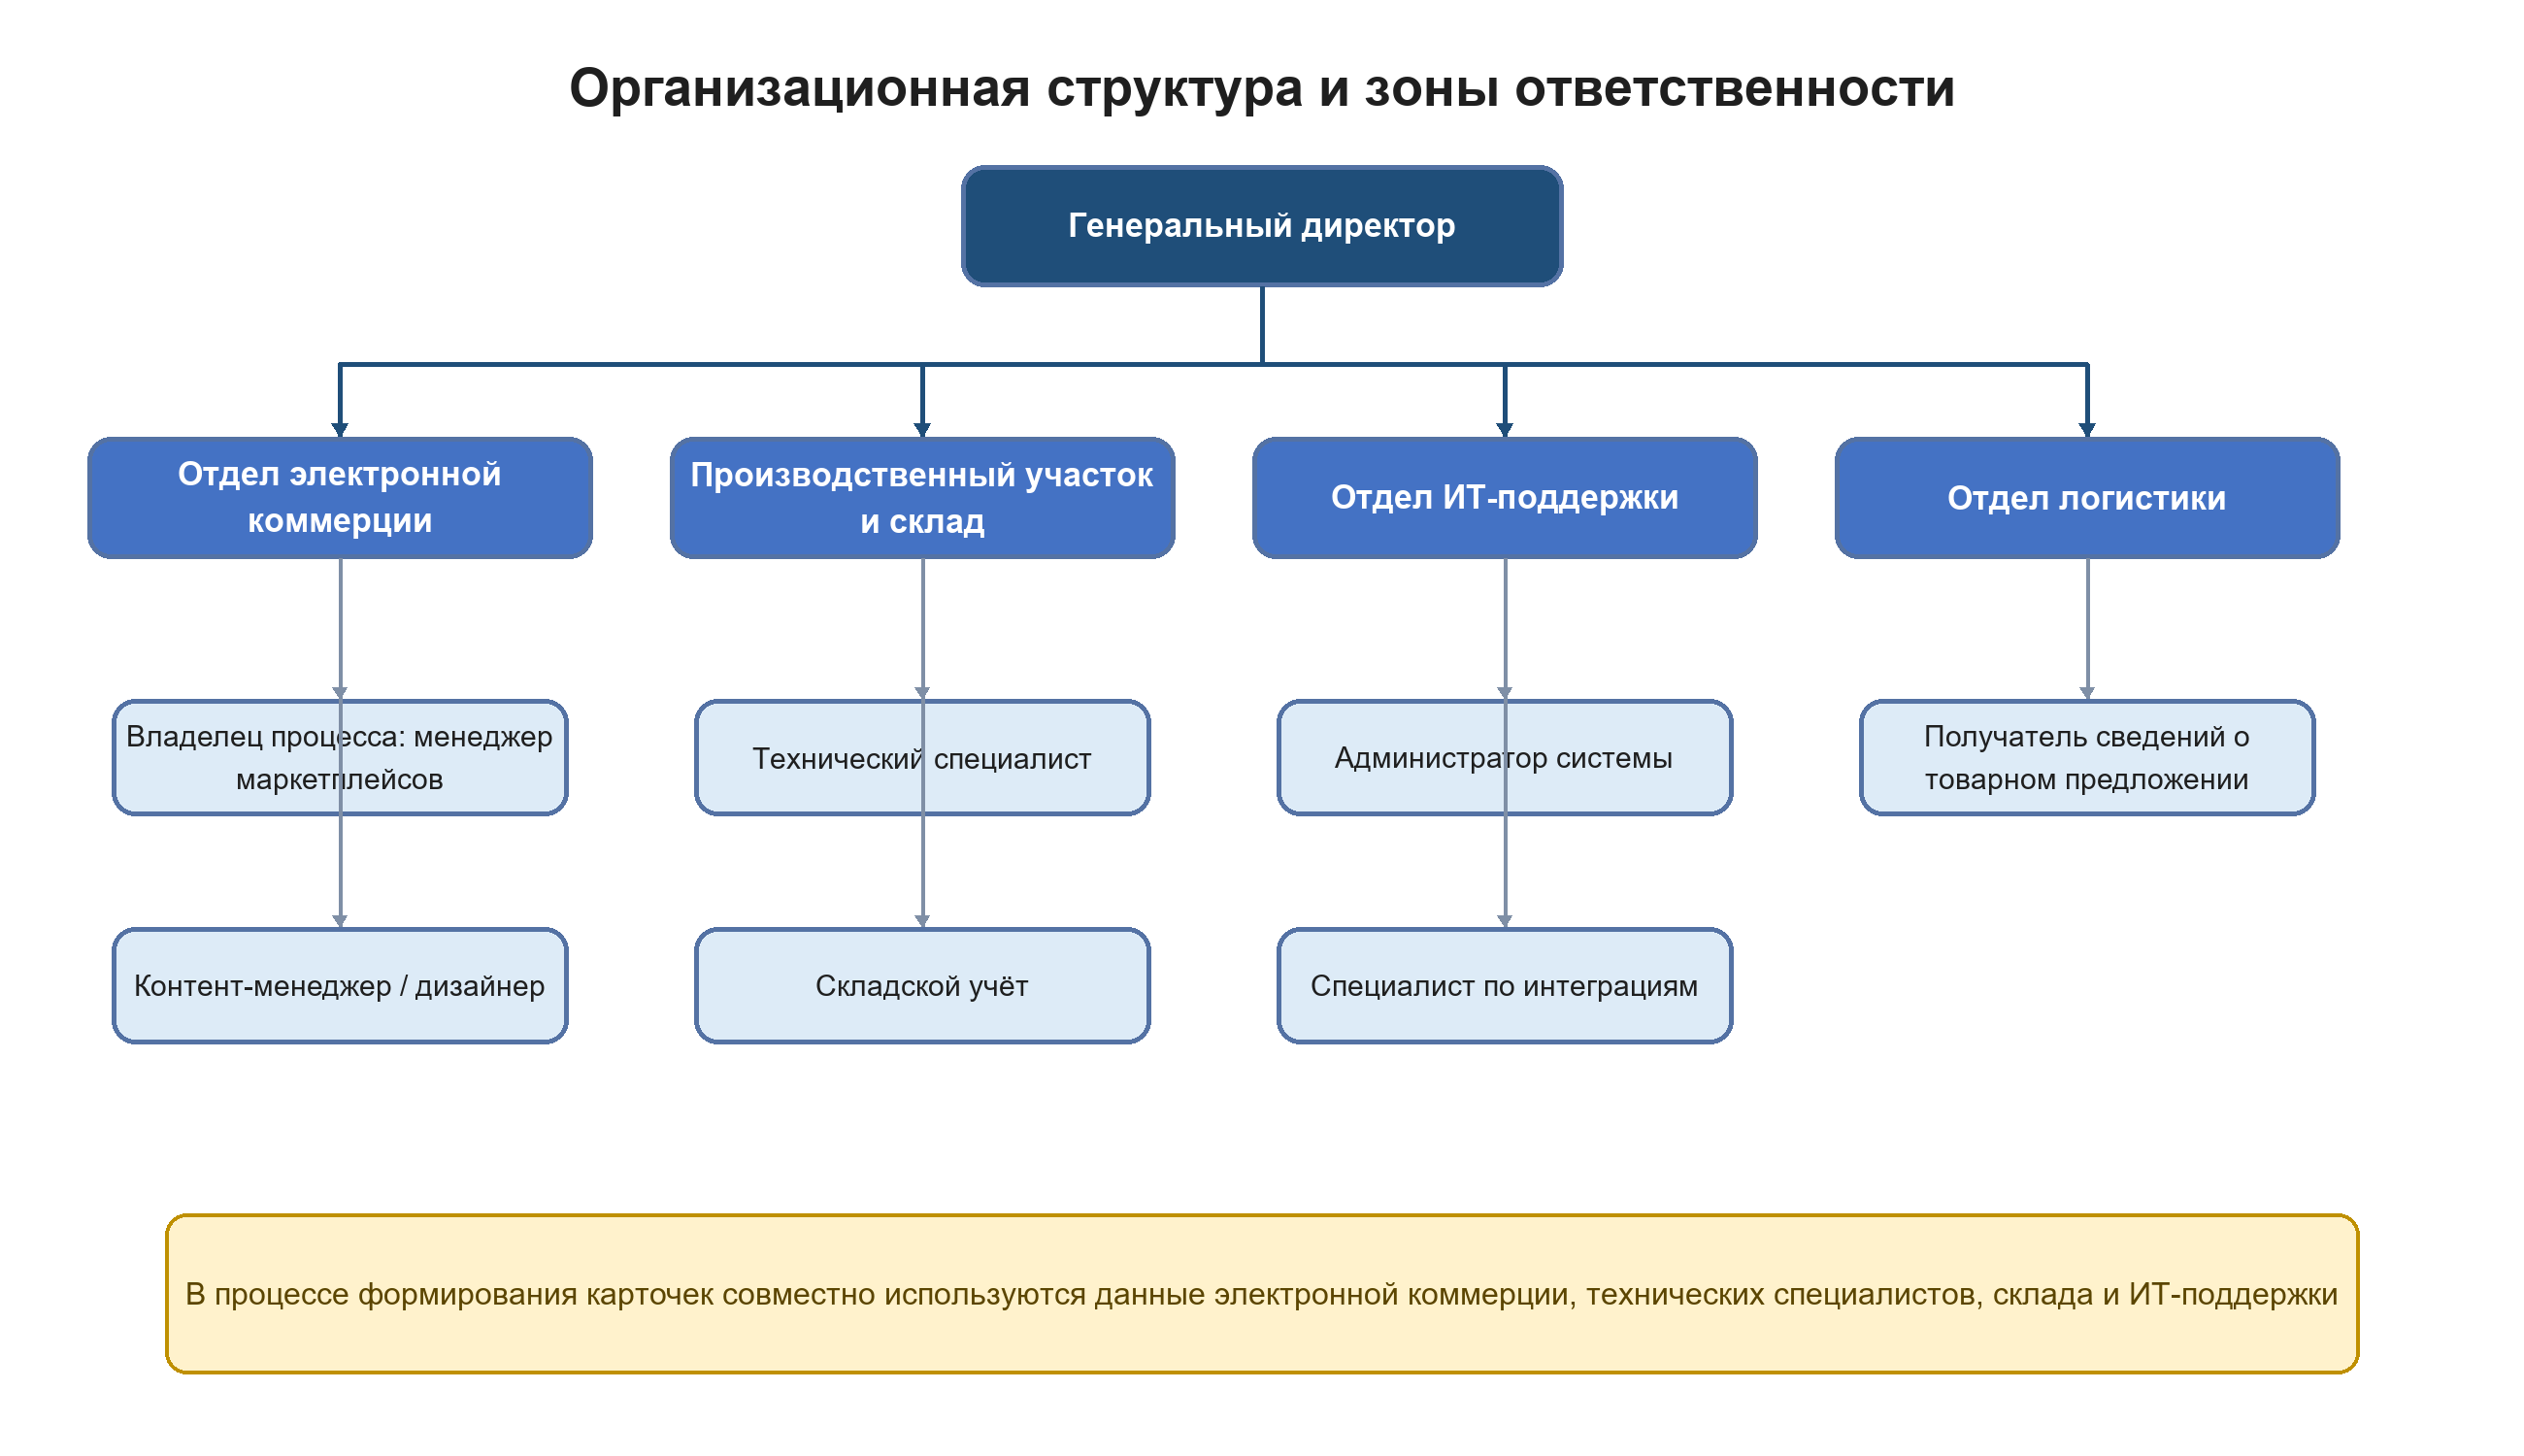 Организационная структура и зоны ответственности
Генеральный директор
Отдел электронной
коммерции
Производственный участок
и склад
Отдел ИТ-поддержки
Отдел логистики
Владелец процесса: менеджер
маркетплейсов
Технический специалист
Администратор системы
Получатель сведений о
товарном предложении
Контент-менеджер / дизайнер
Складской учёт
Специалист по интеграциям
В процессе формирования карточек совместно используются данные электронной коммерции, технических специалистов, склада и ИТ-поддержки